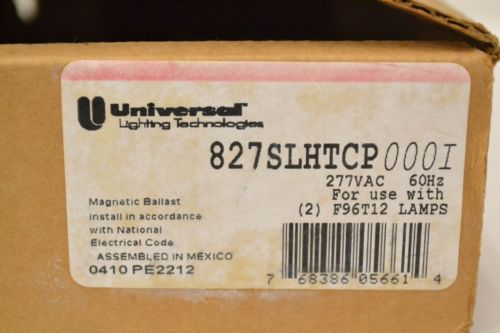 Universal
Lighting Technologies
827SLHTCP000I
277VAC 60Hz
For use with
(2) F96T12 LAMPS
Magnetic Ballast
Install in accordance
with National
Electrical Code
ASSEMBLED IN MEXICO
0410 PE2212
7 68386 05661 4